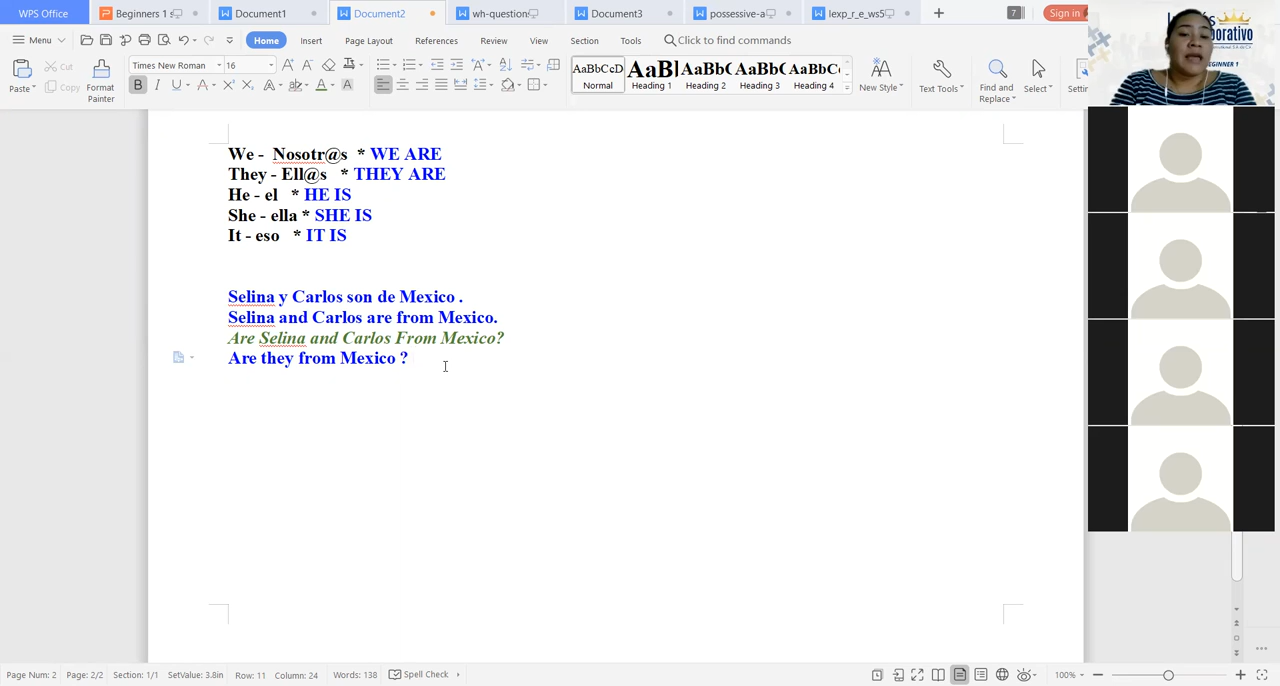 WPS Office
Beginners 1 s
Document1
Document2
wh-question
Document3
possessive-a
lexp_r_e_ws5
7
Sign in
Menu
Home
Insert
Page Layout
References
Review
View
Section
Tools
Click to find commands
Paste
Cut
Copy
Format
Painter
Times New Roman
16
AaBbCcD
Normal
AaBl
Heading 1
AaBb(
Heading 2
AaBb(
Heading 3
AaBbC
Heading 4
New Style
Text Tools
Find and
Replace
Select
BEGINNER 1
We - Nosotr@s * WE ARE
They - Ell@s * THEY ARE
He - el * HE IS
She - ella * SHE IS
It - eso * IT IS
Selina y Carlos son de Mexico .
Selina and Carlos are from Mexico.
Are Selina and Carlos From Mexico?
Are they from Mexico ?
Page Num: 2
Page: 2/2
Section: 1/1
SetValue: 3.8in
Row: 11
Column: 24
Words: 138
Spell Check
100%